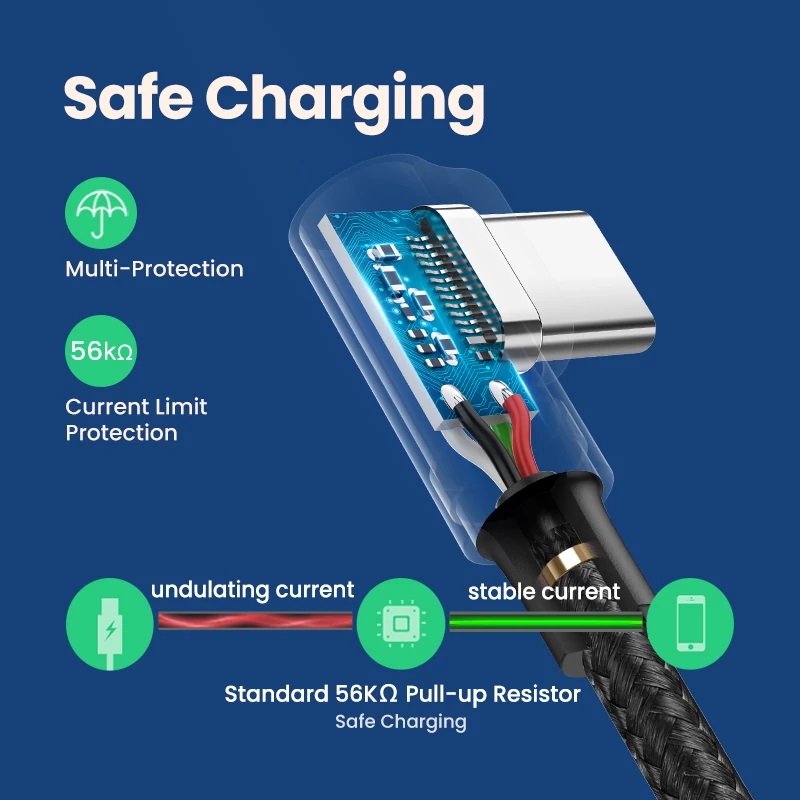 Safe Charging
Multi-Protection
56kΩ
Current Limit
Protection
undulating current
stable current
Standard 56KΩ Pull-up Resistor
Safe Charging